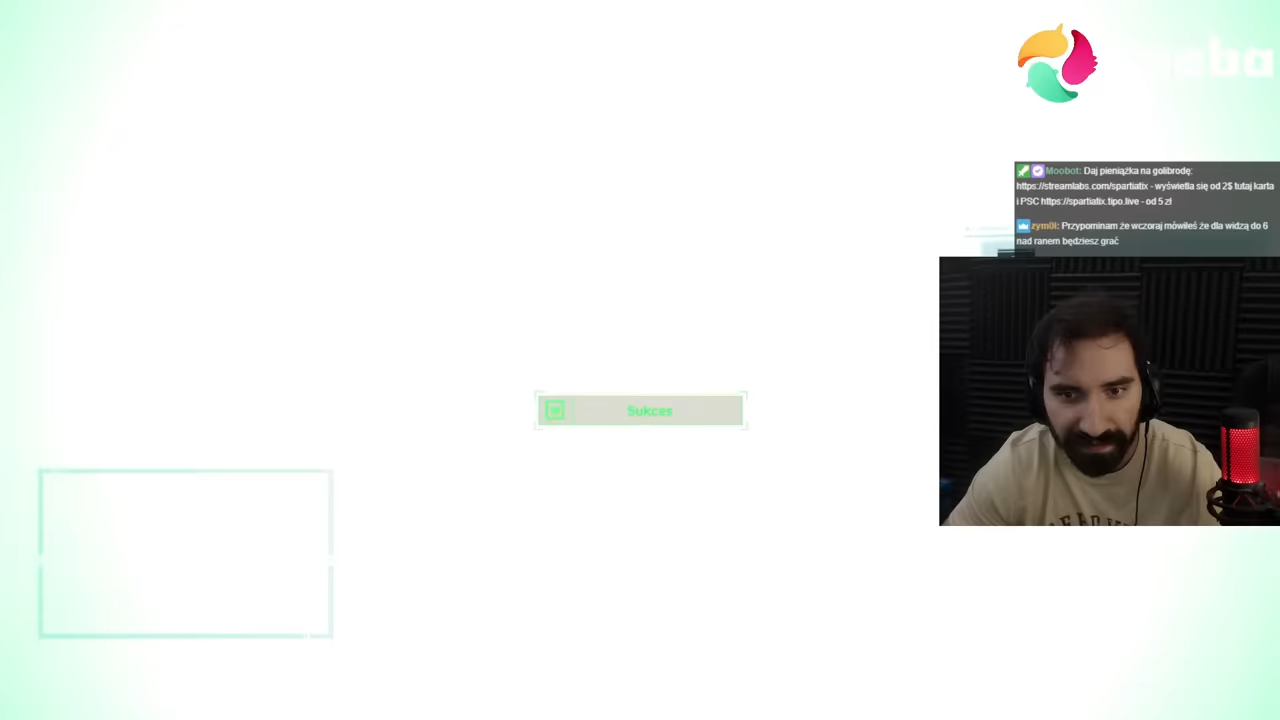 Moobot: Daj pieniążka na golibrodę:
https://streamlabs.com/spartiatix - wyświetla się od 2$ tutaj karta
i PSC https://spartiatix.tipo.live - od 5 zł
zym0l: Przypominam że wczoraj mówiłeś że dla widzą do 6
nad ranem będziesz grać
Sukces